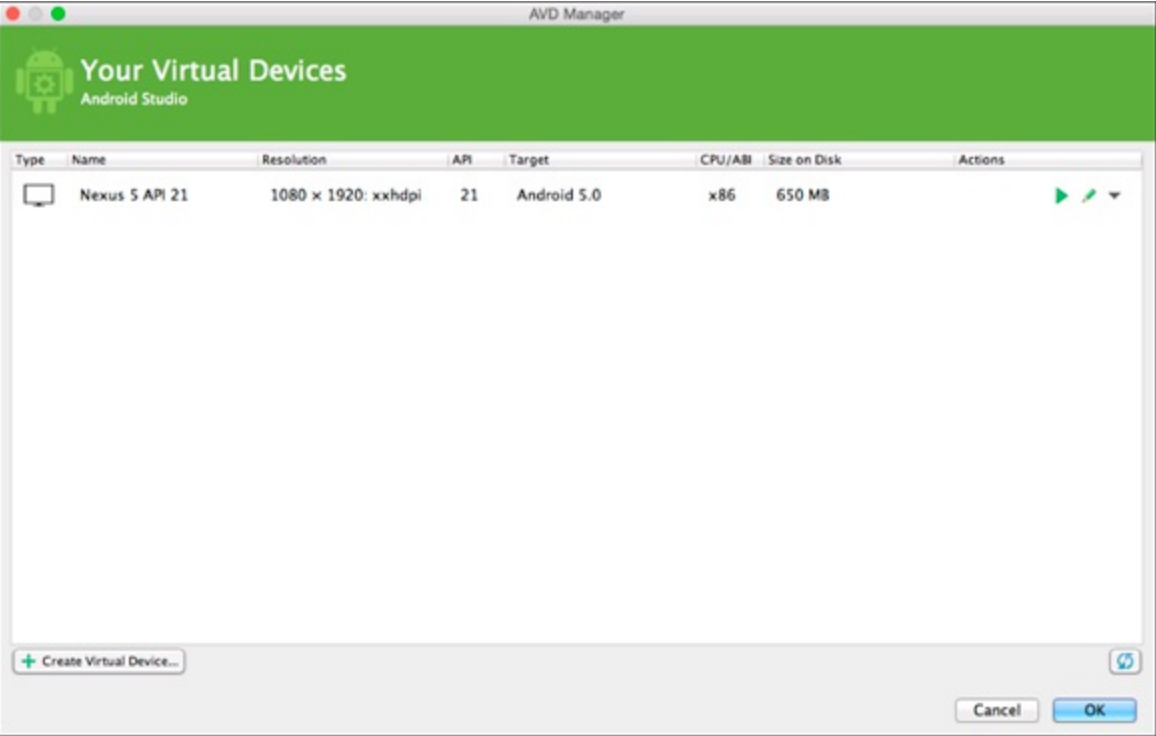 AVD Manager
Your Virtual Devices
Android Studio
Type Name Resolution API Target CPU/ABI Size on Disk Actions
Nexus 5 API 21 1080 × 1920: xxhdpi 21 Android 5.0 x86 650 MB
Create Virtual Device...
Cancel OK